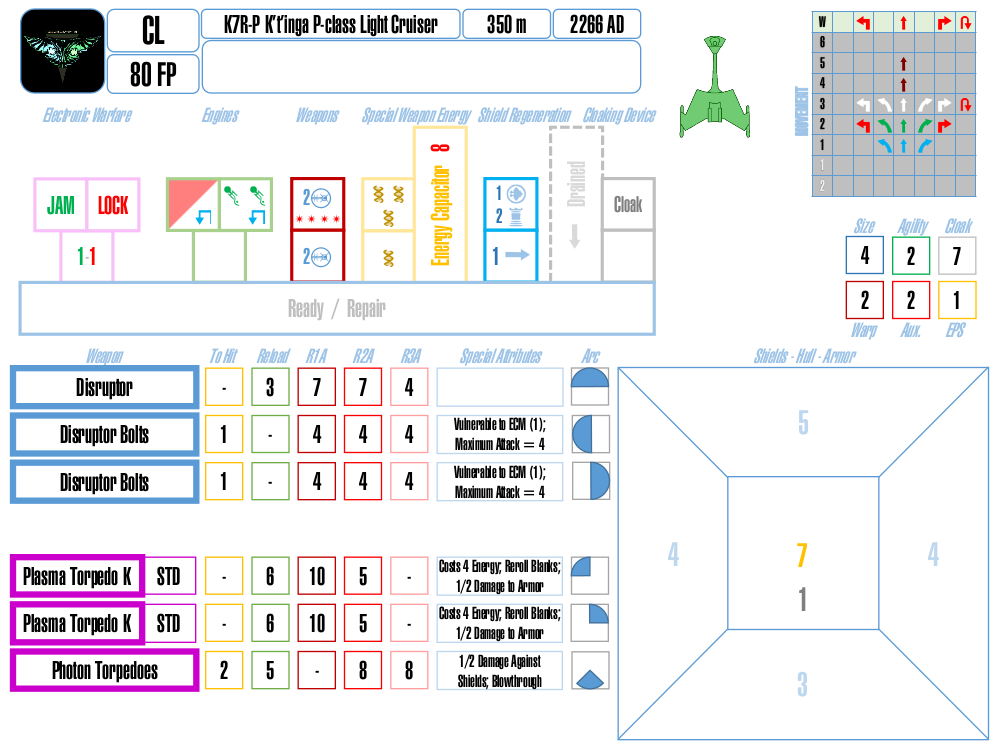 CL
K7R-P K't'inga P-class Light Cruiser
350 m
2266 AD
80 FP
Electronic Warfare
Engines
Weapons
Special Weapon Energy
Shield Regeneration
Cloaking Device
JAM
LOCK
1-1
2
2
Energy Capacitor 8
1
2
1
Drained
Cloak
Ready / Repair
MOVEMENT
W
6
5
4
3
2
1
1
2
Size
Agility
Cloak
4
2
7
2
2
1
Warp
Aux.
EPS
Weapon
To Hit
Reload
R1A
R2A
R3A
Special Attributes
Arc
Disruptor
-
3
7
7
4
Disruptor Bolts
1
-
4
4
4
Vulnerable to ECM (1);
Maximum Attack = 4
Disruptor Bolts
1
-
4
4
4
Vulnerable to ECM (1);
Maximum Attack = 4
Plasma Torpedo K
STD
-
6
10
5
-
Costs 4 Energy; Reroll Blanks;
1/2 Damage to Armor
Plasma Torpedo K
STD
-
6
10
5
-
Costs 4 Energy; Reroll Blanks;
1/2 Damage to Armor
Photon Torpedoes
2
5
-
8
8
1/2 Damage Against
Shields; Blowthrough
Shields - Hull - Armor
5
4
7
4
1
3